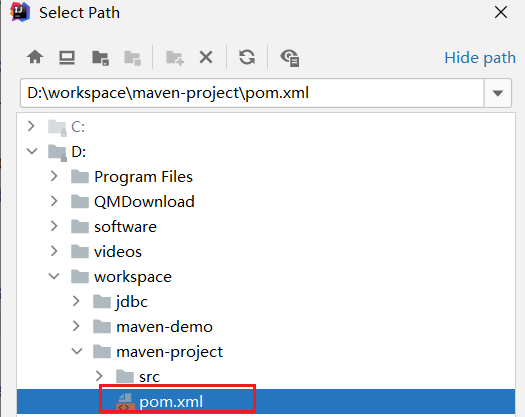 Select Path
Hide path
D:\workspace\maven-project\pom.xml
C:
D:
Program Files
QMDownload
software
videos
workspace
jdbc
maven-demo
maven-project
src
pom.xml